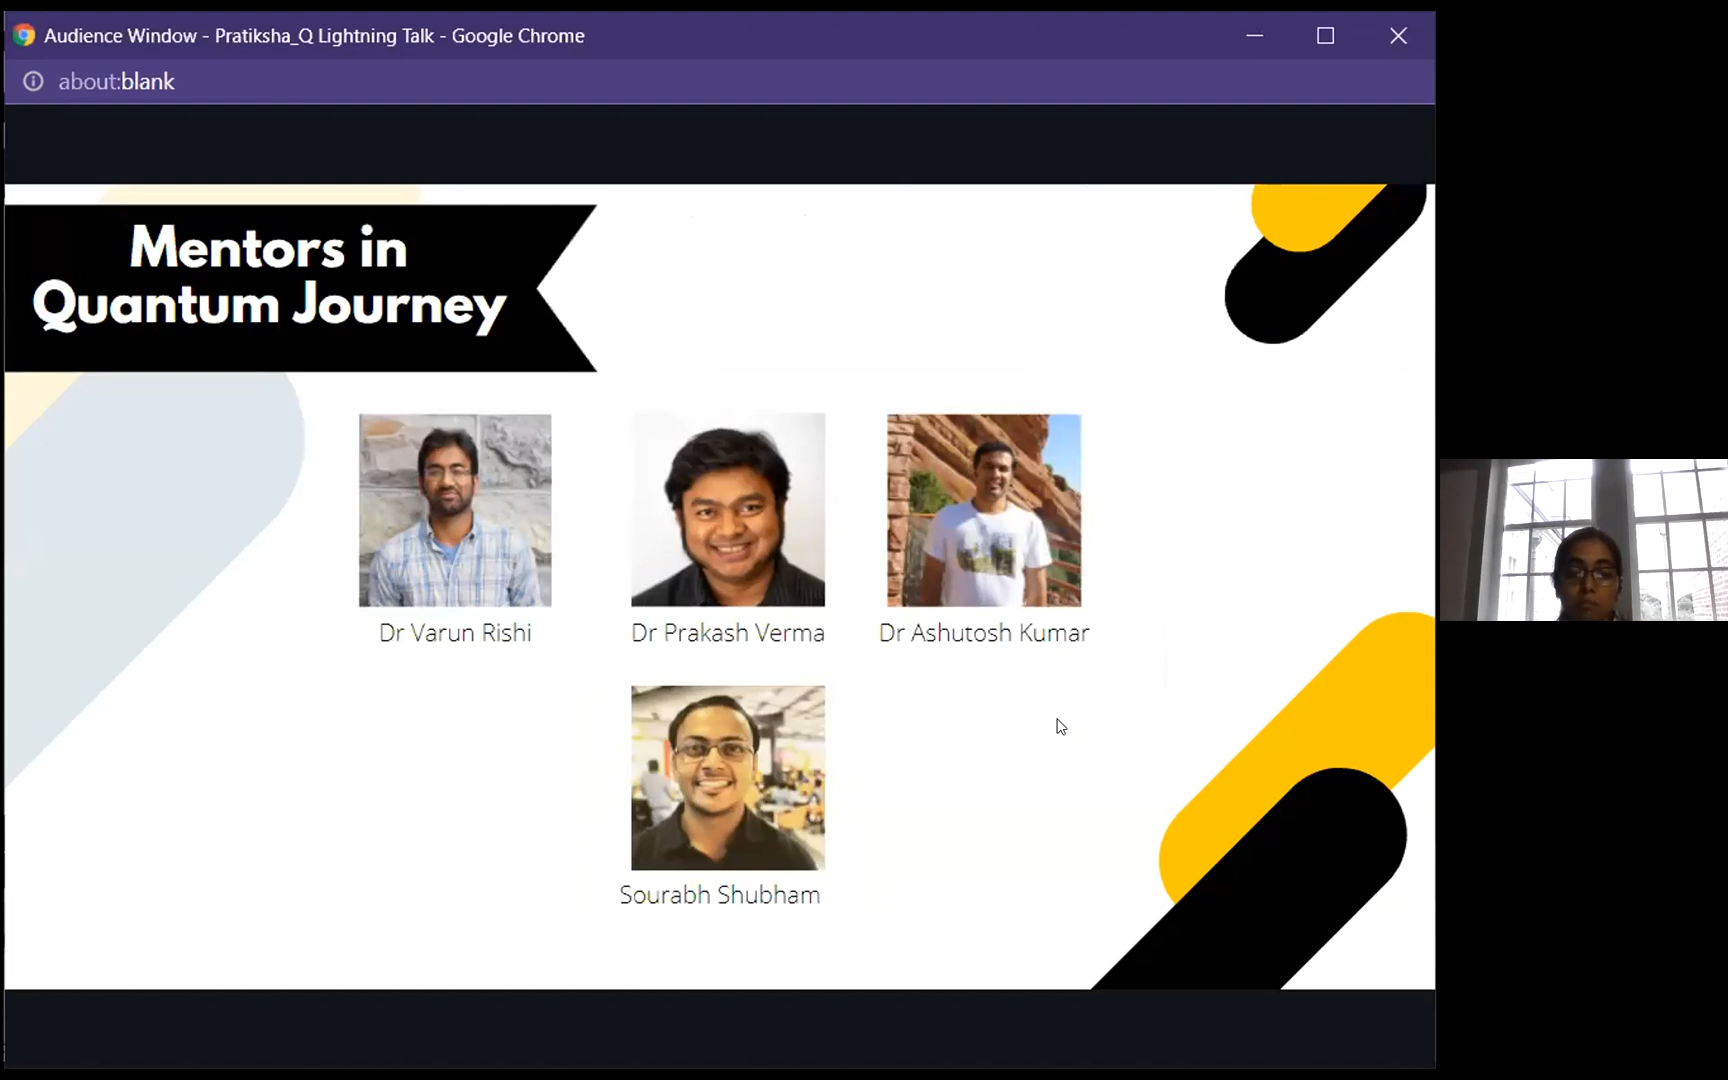 Audience Window - Pratiksha_Q Lightning Talk - Google Chrome
about:blank
Mentors in
Quantum Journey
Dr Varun Rishi
Dr Prakash Verma
Dr Ashutosh Kumar
Sourabh Shubham